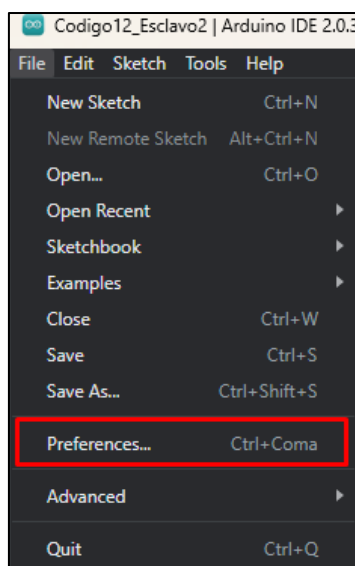 Codigo12_Esclavo2 | Arduino IDE 2.0.3
File Edit Sketch Tools Help
New Sketch Ctrl+N
New Remote Sketch Alt+Ctrl+N
Open... Ctrl+O
Open Recent
Sketchbook
Examples
Close Ctrl+W
Save Ctrl+S
Save As... Ctrl+Shift+S
Preferences... Ctrl+Coma
Advanced
Quit Ctrl+Q